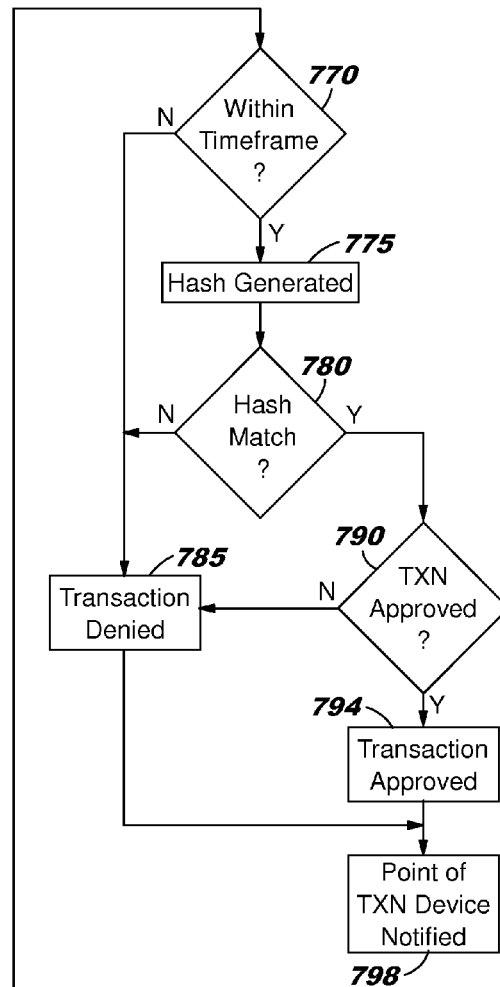 770
Within
Timeframe
?
N
Y
775
Hash Generated
780
Hash
Match
?
N
Y
790
TXN
Approved
?
N
Y
785
Transaction
Denied
794
Transaction
Approved
Point of
TXN Device
Notified
798